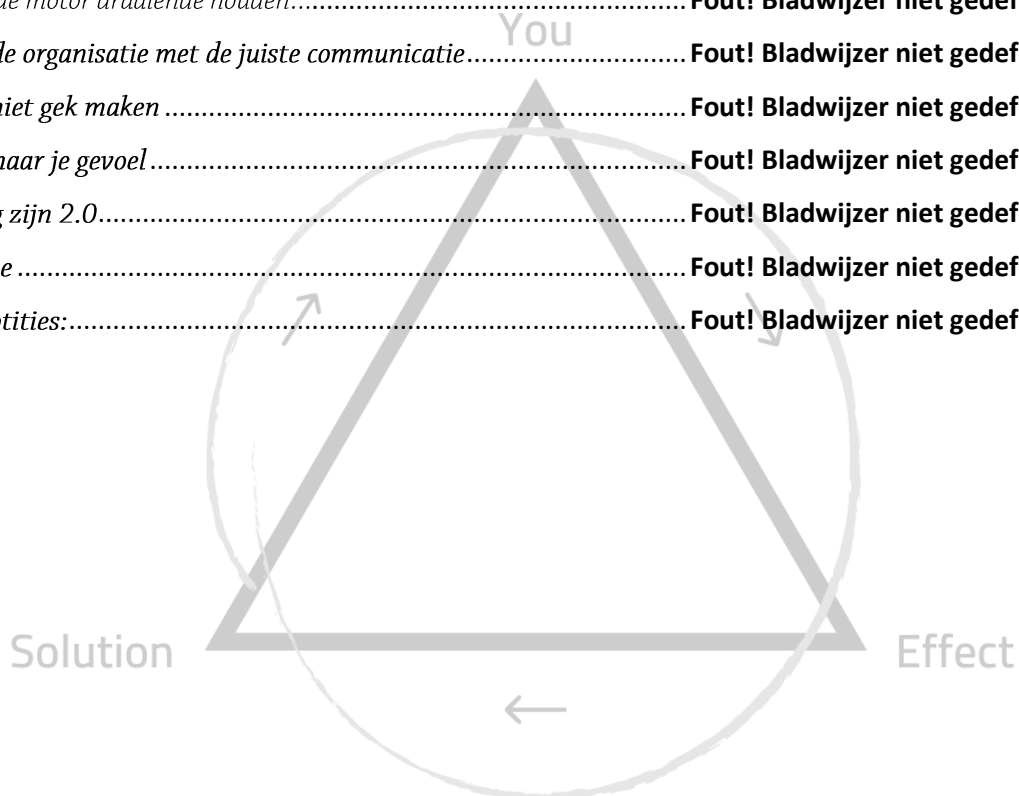 de motor draaiende houden.......... Fout! Bladwijzer niet gedef
You
de organisatie met de juiste communicatie.......... Fout! Bladwijzer niet gedef
niet gek maken .......... Fout! Bladwijzer niet gedef
naar je gevoel .......... Fout! Bladwijzer niet gedef
zijn 2.0.......... Fout! Bladwijzer niet gedef
.......... Fout! Bladwijzer niet gedef
.......... Fout! Bladwijzer niet gedef
Solution
Effect